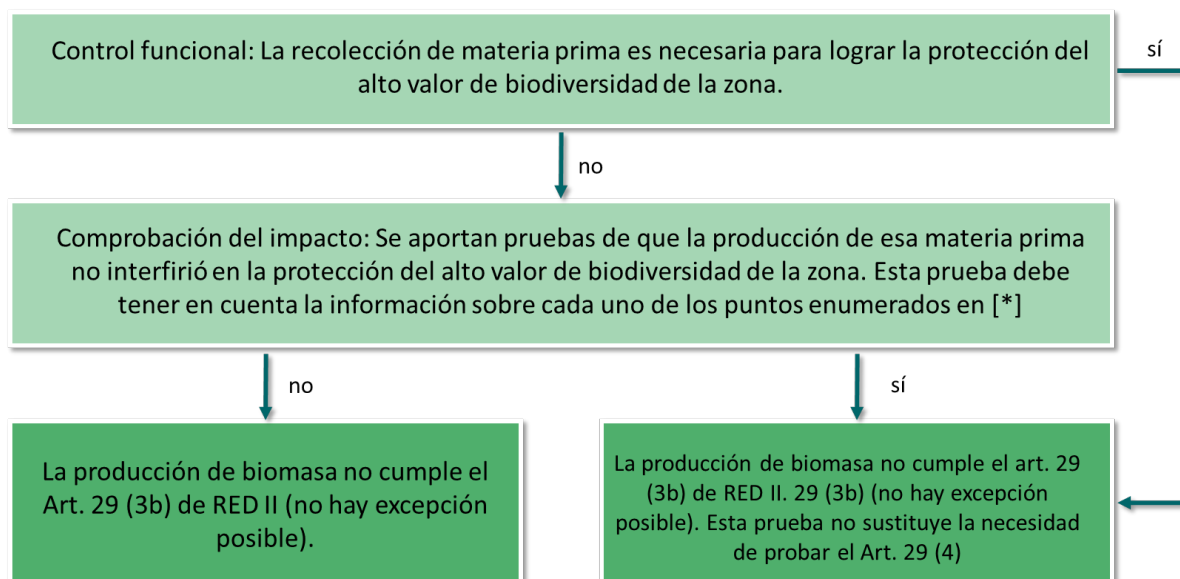 Control funcional: La recolección de materia prima es necesaria para lograr la protección del
alto valor de biodiversidad de la zona.
sí
no
Comprobación del impacto: Se aportan pruebas de que la producción de esa materia prima
no interfirió en la protección del alto valor de biodiversidad de la zona. Esta prueba debe
tener en cuenta la información sobre cada uno de los puntos enumerados en [*]
no
sí
La producción de biomasa no cumple el
Art. 29 (3b) de RED II (no hay excepción
posible).
La producción de biomasa no cumple el art. 29
(3b) de RED II. 29 (3b) (no hay excepción
posible). Esta prueba no sustituye la necesidad
de probar el Art. 29 (4)